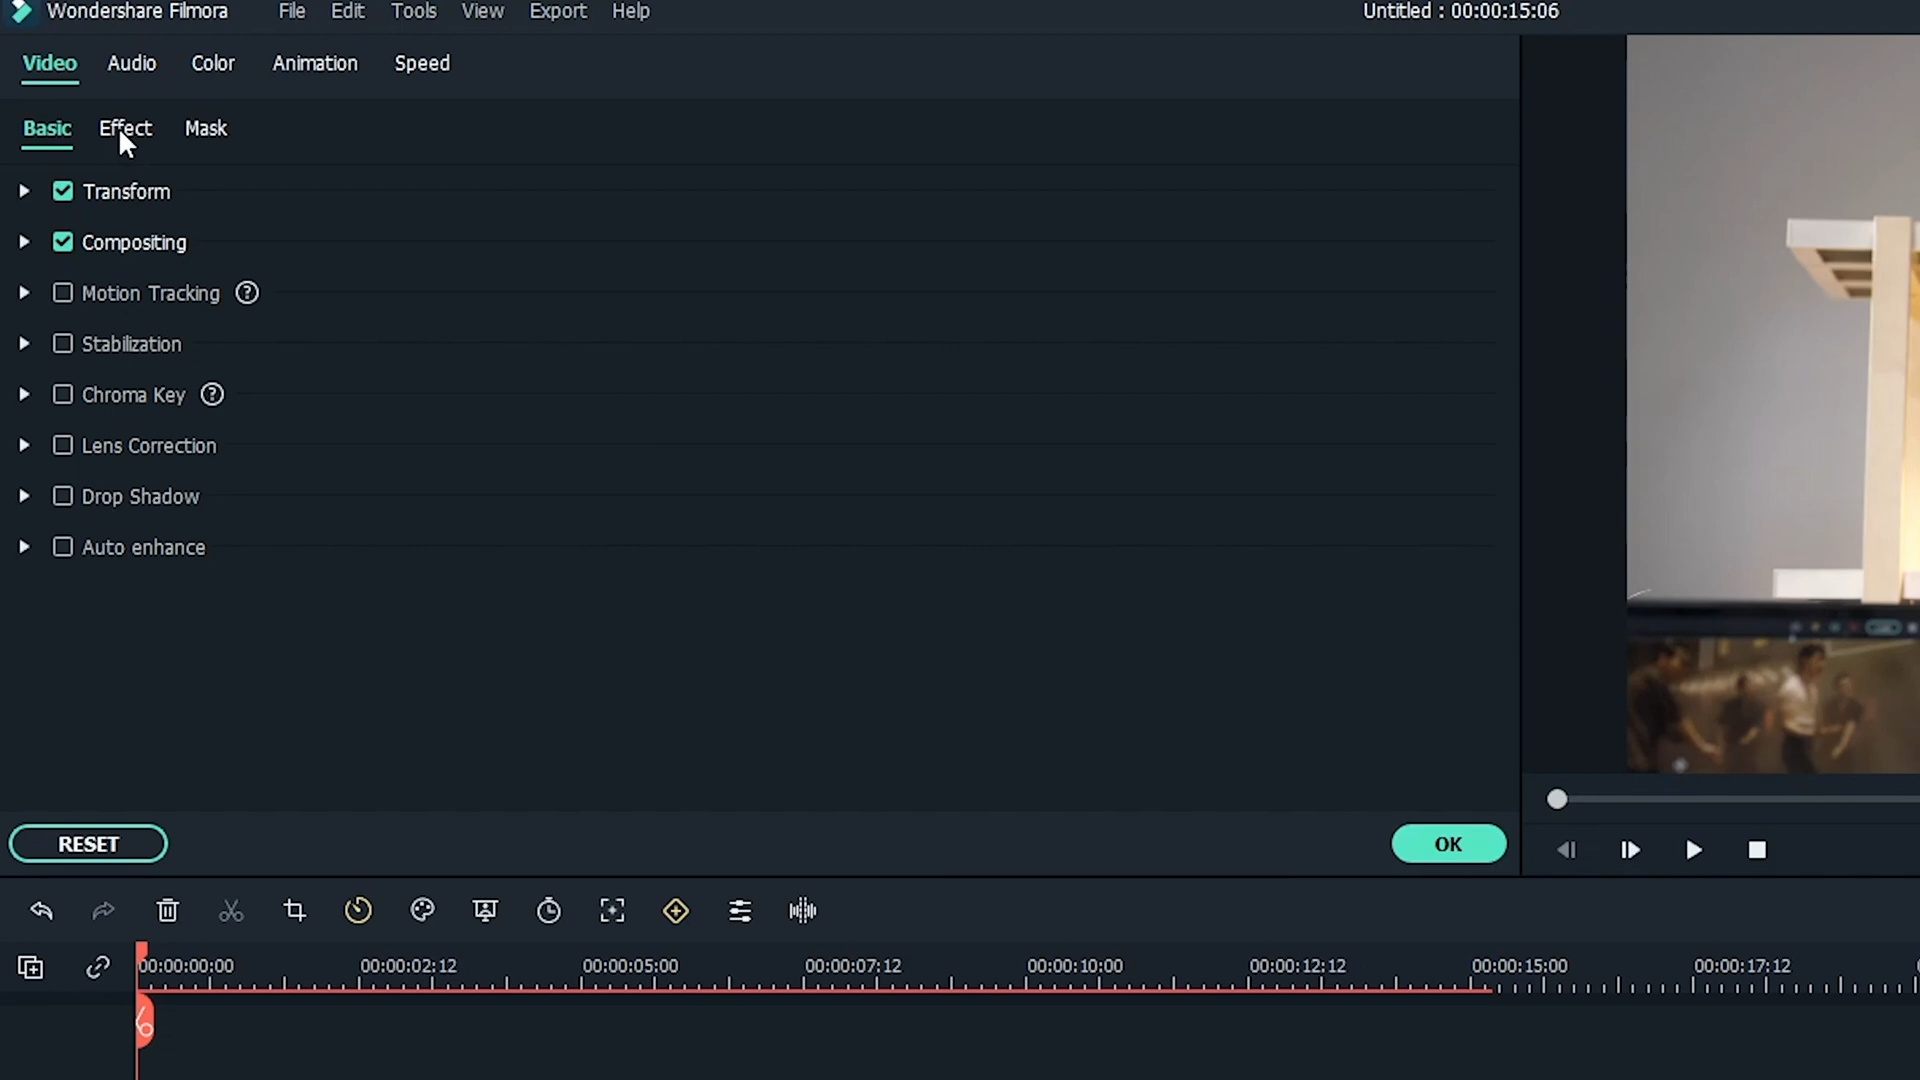 Wondershare Filmora File Edit Tools View Export Help Untitled : 00:00:15:06
Video Audio Color Animation Speed
Basic Effect Mask
Transform
Compositing
Motion Tracking ?
Stabilization
Chroma Key ?
Lens Correction
Drop Shadow
Auto enhance
RESET OK
00:00:00:00 00:00:02:12 00:00:05:00 00:00:07:12 00:00:10:00 00:00:12:12 00:00:15:00 00:00:17:12